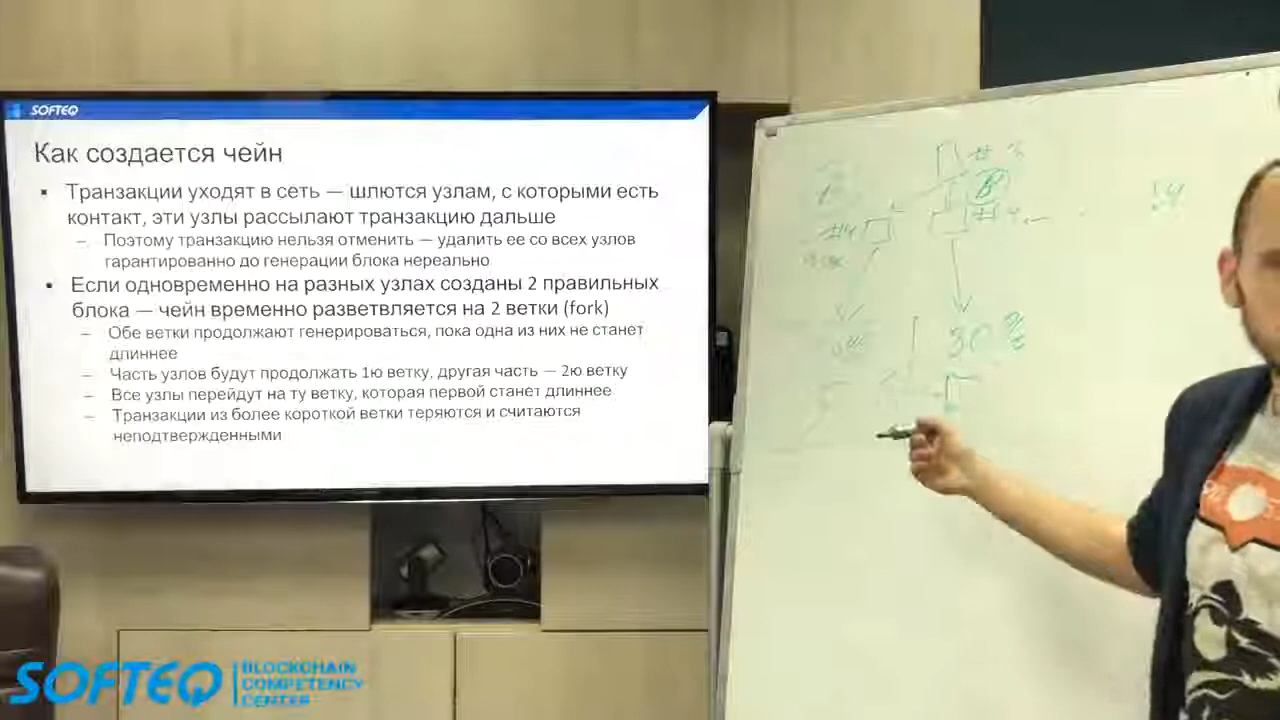 SOFTEQ
Как создается чейн
▪ Транзакции уходят в сеть — шлются узлам, с которыми есть
контакт, эти узлы рассылают транзакцию дальше
– Поэтому транзакцию нельзя отменить — удалить ее со всех узлов
гарантированно до генерации блока нереально
• Если одновременно на разных узлах созданы 2 правильных
блока — чейн временно разветвляется на 2 ветки (fork)
– Обе ветки продолжают генерироваться, пока одна из них не станет
длиннее
– Часть узлов будут продолжать 1ю ветку, другая часть — 2ю ветку
– Все узлы перейдут на ту ветку, которая первой станет длиннее
– Транзакции из более короткой ветки теряются и считаются
неподтвержденными
SOFTEQ
BLOCKCHAIN
COMPETENCY
CENTER